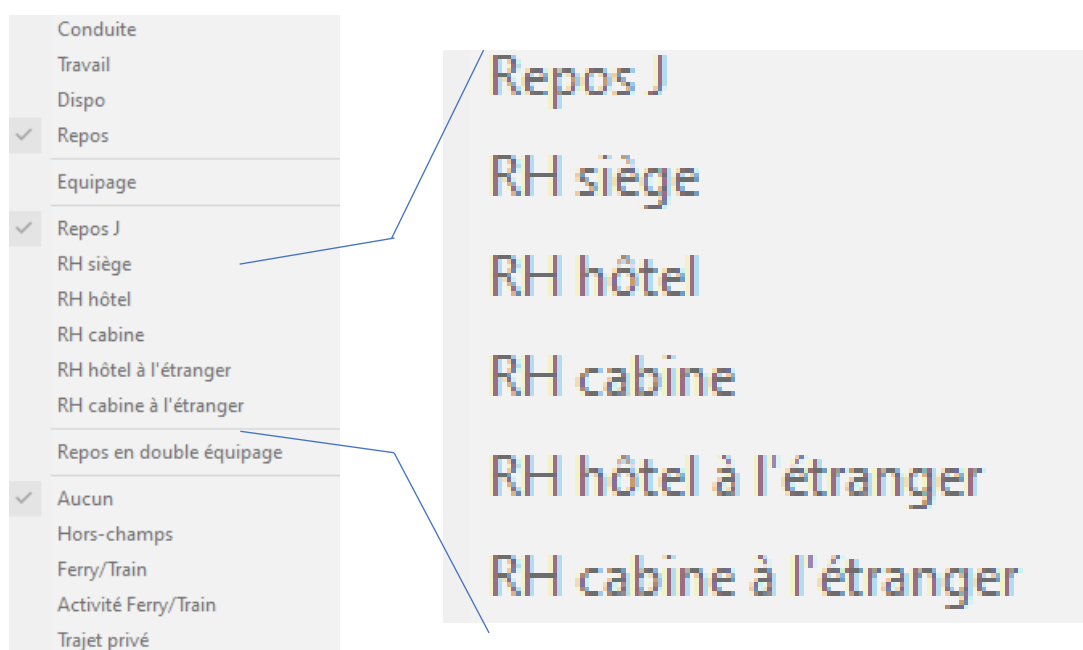 Conduite
Travail
Dispo
Repos
Equipage
Repos J
RH siège
RH hôtel
RH cabine
RH hôtel à l'étranger
RH cabine à l'étranger
Repos en double équipage
Aucun
Hors-champs
Ferry/Train
Activité Ferry/Train
Trajet privé
Repos J
RH siège
RH hôtel
RH cabine
RH hôtel à l'étranger
RH cabine à l'étranger